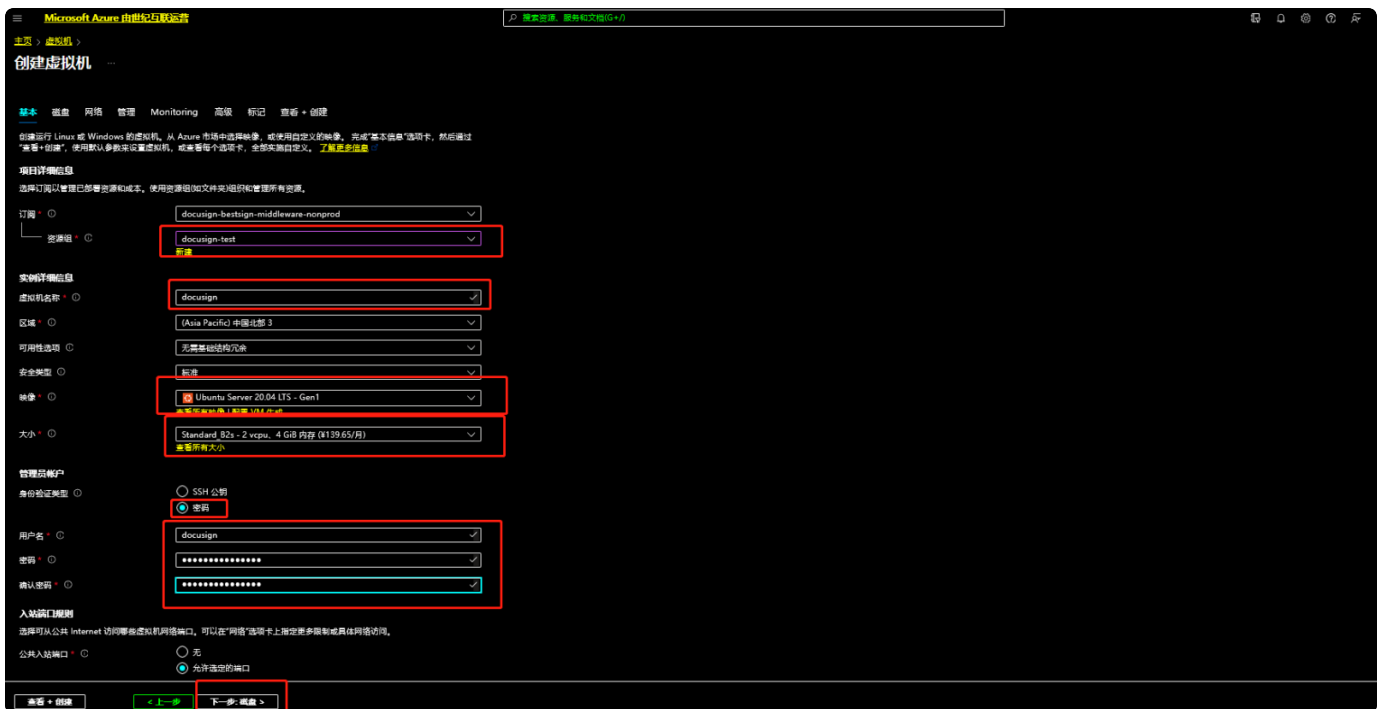 Microsoft Azure 由世纪互联运营
搜索资源、服务和文档(G+/)
主页 > 虚拟机 >
创建虚拟机 ...
基本 磁盘 网络 管理 Monitoring 高级 标记 查看 + 创建
创建运行 Linux 或 Windows 的虚拟机。从 Azure 市场中选择映像，或使用自定义的映像。 完成“基本信息”选项卡，然后通过
“查看+创建”，使用默认参数来设置虚拟机，或查看每个选项卡，全部实施自定义。 了解更多信息
项目详细信息
选择订阅以管理已部署资源和成本。使用资源组(如文件夹)组织和管理所有资源。
订阅 * docusign-bestsign-middleware-nonprod
资源组 * docusign-test
新建
实例详细信息
虚拟机名称 * docusign
区域 * (Asia Pacific) 中国北部 3
可用性选项 无需基础结构冗余
安全类型 标准
映像 * Ubuntu Server 20.04 LTS - Gen1
查看所有映像 | 配置 VM 生成
大小 * Standard_B2s - 2 vcpu、4 GiB 内存 (¥139.65/月)
查看所有大小
管理员帐户
身份验证类型 SSH 公钥
密码
用户名 * docusign
密码 * •••••••••••••••
确认密码 * •••••••••••••••
入站端口规则
选择可从公共 Internet 访问哪些虚拟机网络端口。可以在“网络”选项卡上指定更多限制或具体网络访问。
公共入站端口 * 无
允许选定的端口
查看 + 创建 < 上一步 下一步: 磁盘 >